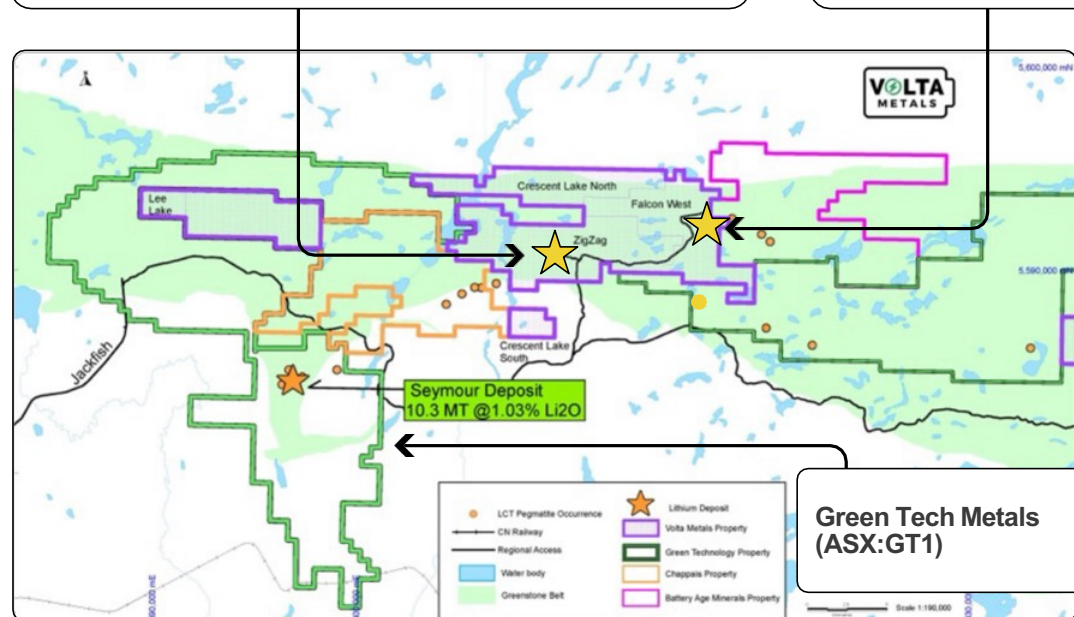 VOLTA
METALS
5,600,000 mN
Crescent Lake North
Lee
Lake
Falcon West
ZigZag
5,590,000 mN
Crescent Lake
South
Jackfish
Seymour Deposit
10.3 MT @1.03% Li2O
Green Tech Metals
(ASX:GT1)
LCT Pegmatite Occurrence
CN Railway
Regional Access
Water body
Greenstone Belt
Lithium Deposit
Volta Metals Property
Green Technology Property
Chappais Property
Battery Age Minerals Property
Scale 1:190,000